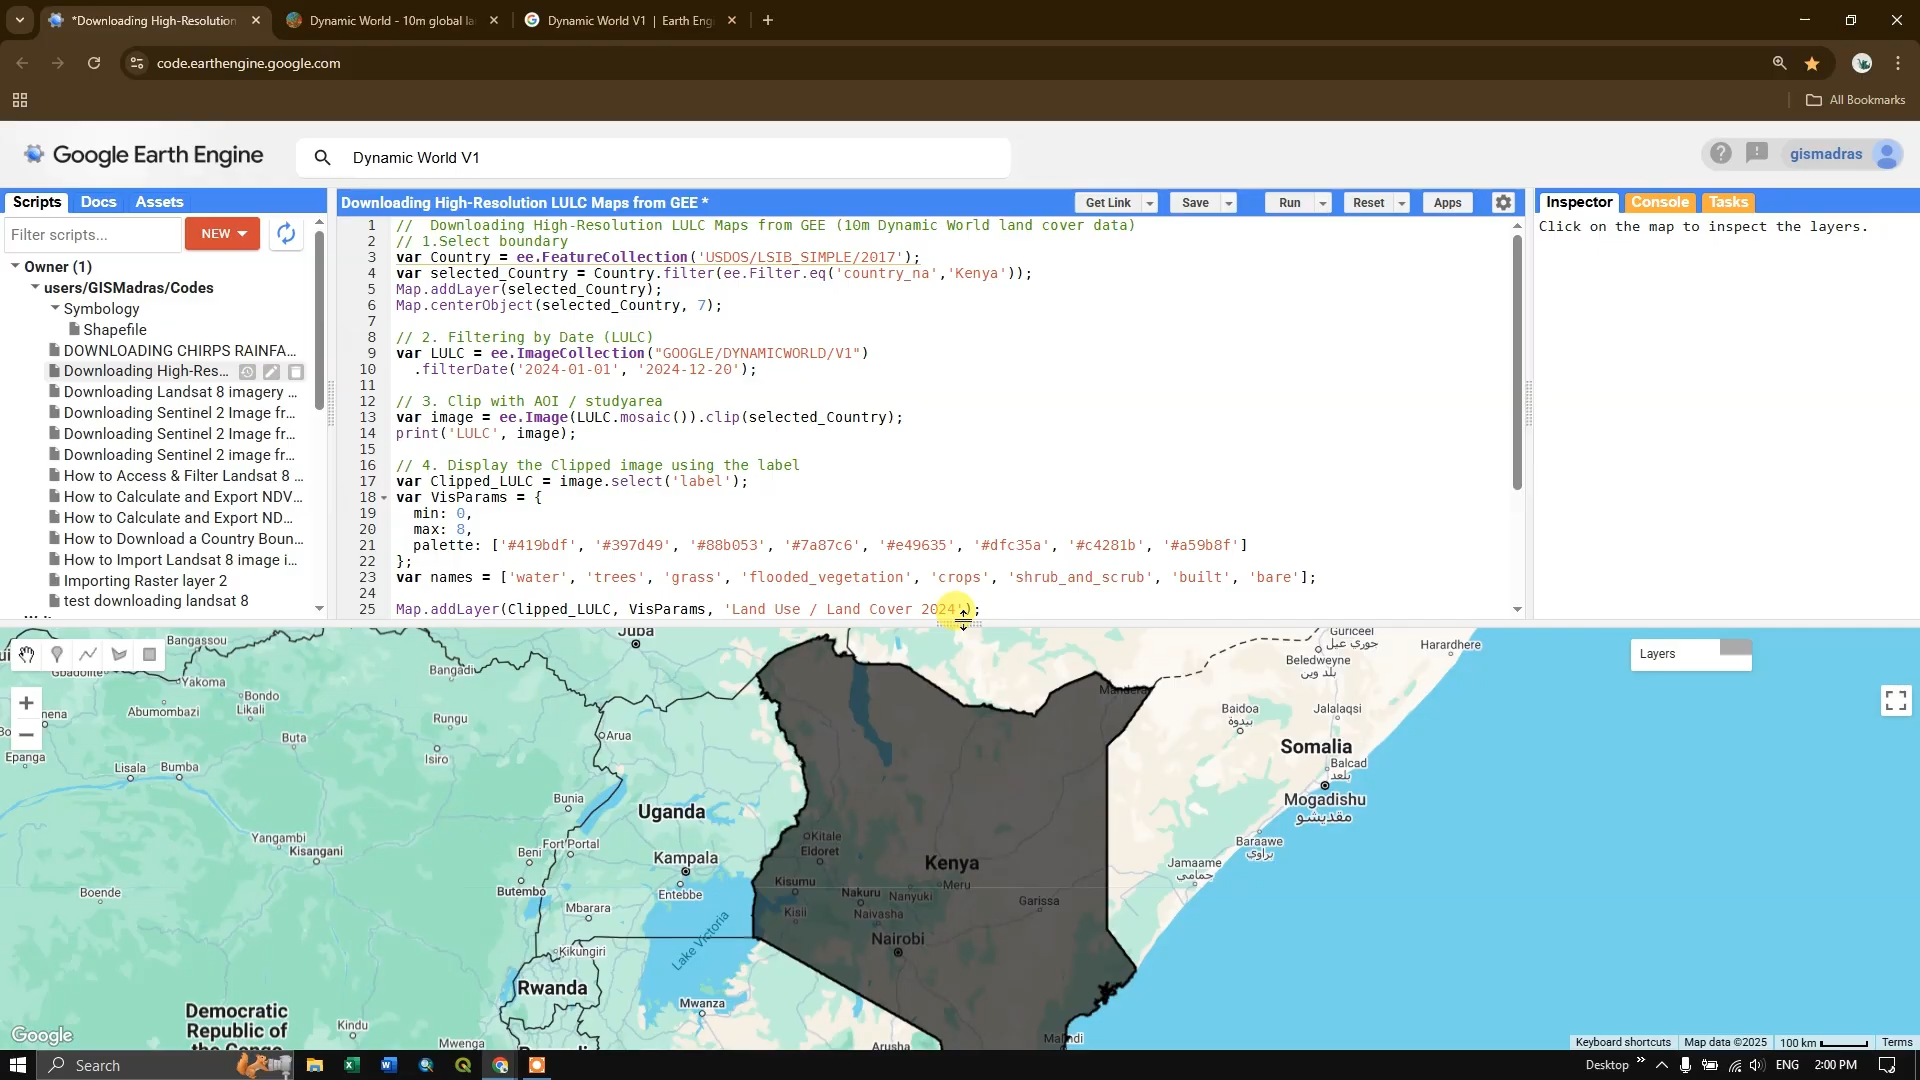 *Downloading High-Resolution
Dynamic World - 10m global la
Dynamic World V1 | Earth Eng
code.earthengine.google.com
All Bookmarks
Google Earth Engine
Dynamic World V1
gismadras
Scripts Docs Assets
Filter scripts...
NEW
Owner (1)
users/GISMadras/Codes
Symbology
Shapefile
DOWNLOADING CHIRPS RAINFA...
Downloading High-Res...
Downloading Landsat 8 imagery ...
Downloading Sentinel 2 Image fr...
Downloading Sentinel 2 Image fr...
Downloading Sentinel 2 image fr...
How to Access & Filter Landsat 8 ...
How to Calculate and Export NDV...
How to Calculate and Export ND...
How to Download a Country Boun...
How to Import Landsat 8 image i...
Importing Raster layer 2
test downloading landsat 8
Downloading High-Resolution LULC Maps from GEE *
Get Link Save Run Reset Apps
1 // Downloading High-Resolution LULC Maps from GEE (10m Dynamic World land cover data)
2 // 1.Select boundary
3 var Country = ee.FeatureCollection('USDOS/LSIB_SIMPLE/2017');
4 var selected_Country = Country.filter(ee.Filter.eq('country_na','Kenya'));
5 Map.addLayer(selected_Country);
6 Map.centerObject(selected_Country, 7);
7
8 // 2. Filtering by Date (LULC)
9 var LULC = ee.ImageCollection("GOOGLE/DYNAMICWORLD/V1")
10 .filterDate('2024-01-01', '2024-12-20');
11
12 // 3. Clip with AOI / studyarea
13 var image = ee.Image(LULC.mosaic()).clip(selected_Country);
14 print('LULC', image);
15
16 // 4. Display the Clipped image using the label
17 var Clipped_LULC = image.select('label');
18 var VisParams = {
19 min: 0,
20 max: 8,
21 palette: ['#419bdf', '#397d49', '#88b053', '#7a87c6', '#e49635', '#dfc35a', '#c4281b', '#a59b8f']
22 };
23 var names = ['water', 'trees', 'grass', 'flooded_vegetation', 'crops', 'shrub_and_scrub', 'built', 'bare'];
24
25 Map.addLayer(Clipped_LULC, VisParams, 'Land Use / Land Cover 2024');
Inspector Console Tasks
Click on the map to inspect the layers.
Layers
Bangassou
Gbadolite
Yakoma
Bondo
Likali
Abumombazi
Bangadi
Rungu
Buta
Isiro
Epanga
Lisala
Bumba
Yangambi
Kisangani
Boende
Democratic
Republic of
the Congo
Kindu
Juba
Arua
Bunia
Uganda
Fort Portal
Beni
Kampala
Entebbe
Butembo
Mbarara
Kikungiri
Lake Victoria
Rwanda
Mwanza
Mwenga
Arusha
Kitale
Eldoret
Kenya
Meru
Kisumu
Nakuru
Nanyuki
Kisii
Naivasha
Garissa
Nairobi
Malindi
Mandera
Guriceel
جوري عيل
Beledweyne
بلد وين
Harardhere
Baidoa
بيدوة
Jalalaqsi
Somalia
Balcad
بلعد
Mogadishu
مقديشو
Baraawe
براوي
Jamaame
جمامي
Google
Keyboard shortcuts Map data ©2025 100 km Terms
Search
Desktop
ENG
2:00 PM